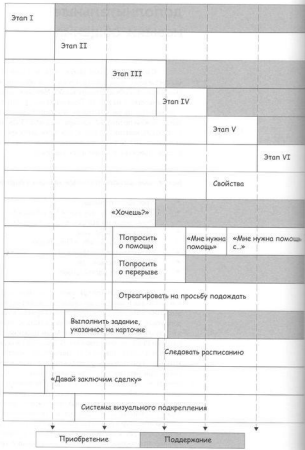 Этап I
Этап II
Этап III
Этап IV
Этап V
Этап VI
Свойства
«Хочешь?»
Попросить
о помощи
«Мне нужна
помощь»
«Мне нужна помощь
с...»
Попросить
о перерыве
Отреагировать на просьбу подождать
Выполнить задание,
указанное на карточке
Следовать расписанию
«Давай заключим сделку»
Системы визуального подкрепления
Приобретение
Поддержание